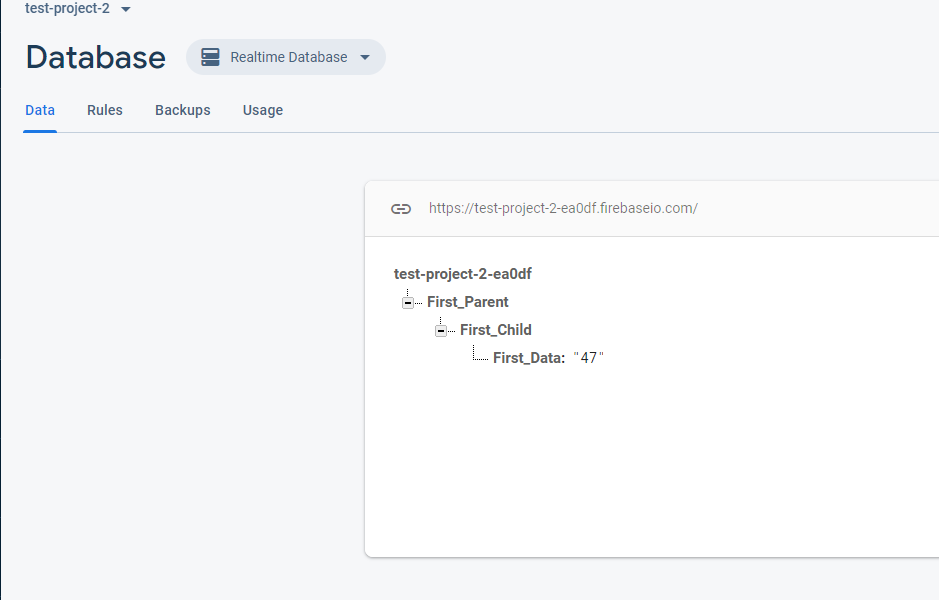 test-project-2
Database
Realtime Database
Data Rules Backups Usage
https://test-project-2-ea0df.firebaseio.com/
test-project-2-ea0df
First_Parent
First_Child
First_Data: "47"